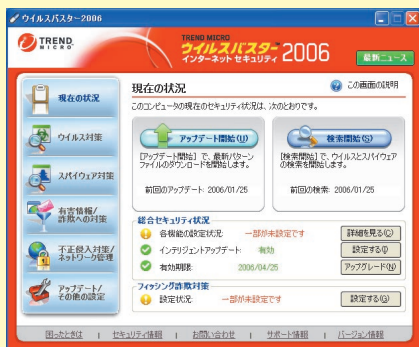 ウイルスバスター2006
TREND MICRO
TREND MICRO
ウイルスバスター 2006
インターネット セキュリティ
最新ニュース
現在の状況
ウイルス対策
スパイウェア対策
有害情報/
詐欺への対策
不正侵入対策/
ネットワーク管理
アップデート/
その他の設定
現在の状況
この画面の説明
このコンピュータの現在のセキュリティ状況は、次のとおりです。
アップデート開始(U)
[アップデート開始]で、最新パターン
ファイルのダウンロードを開始します。
前回のアップデート: 2006/01/25
検索開始(S)
[検索開始]で、ウイルスとスパイウェア
の検索を開始します。
前回の検索: 2006/01/25
総合セキュリティ状況
各機能の設定状況: 一部が未設定です
詳細を見る(C)
インテリジェントアップデート: 有効
設定する(I)
有効期限: 2006/04/25
アップグレード(N)
フィッシング詐欺対策
設定状況: 一部が未設定です
設定する(G)
困ったときは | セキュリティ情報 | お問い合わせ | サポート情報 | バージョン情報